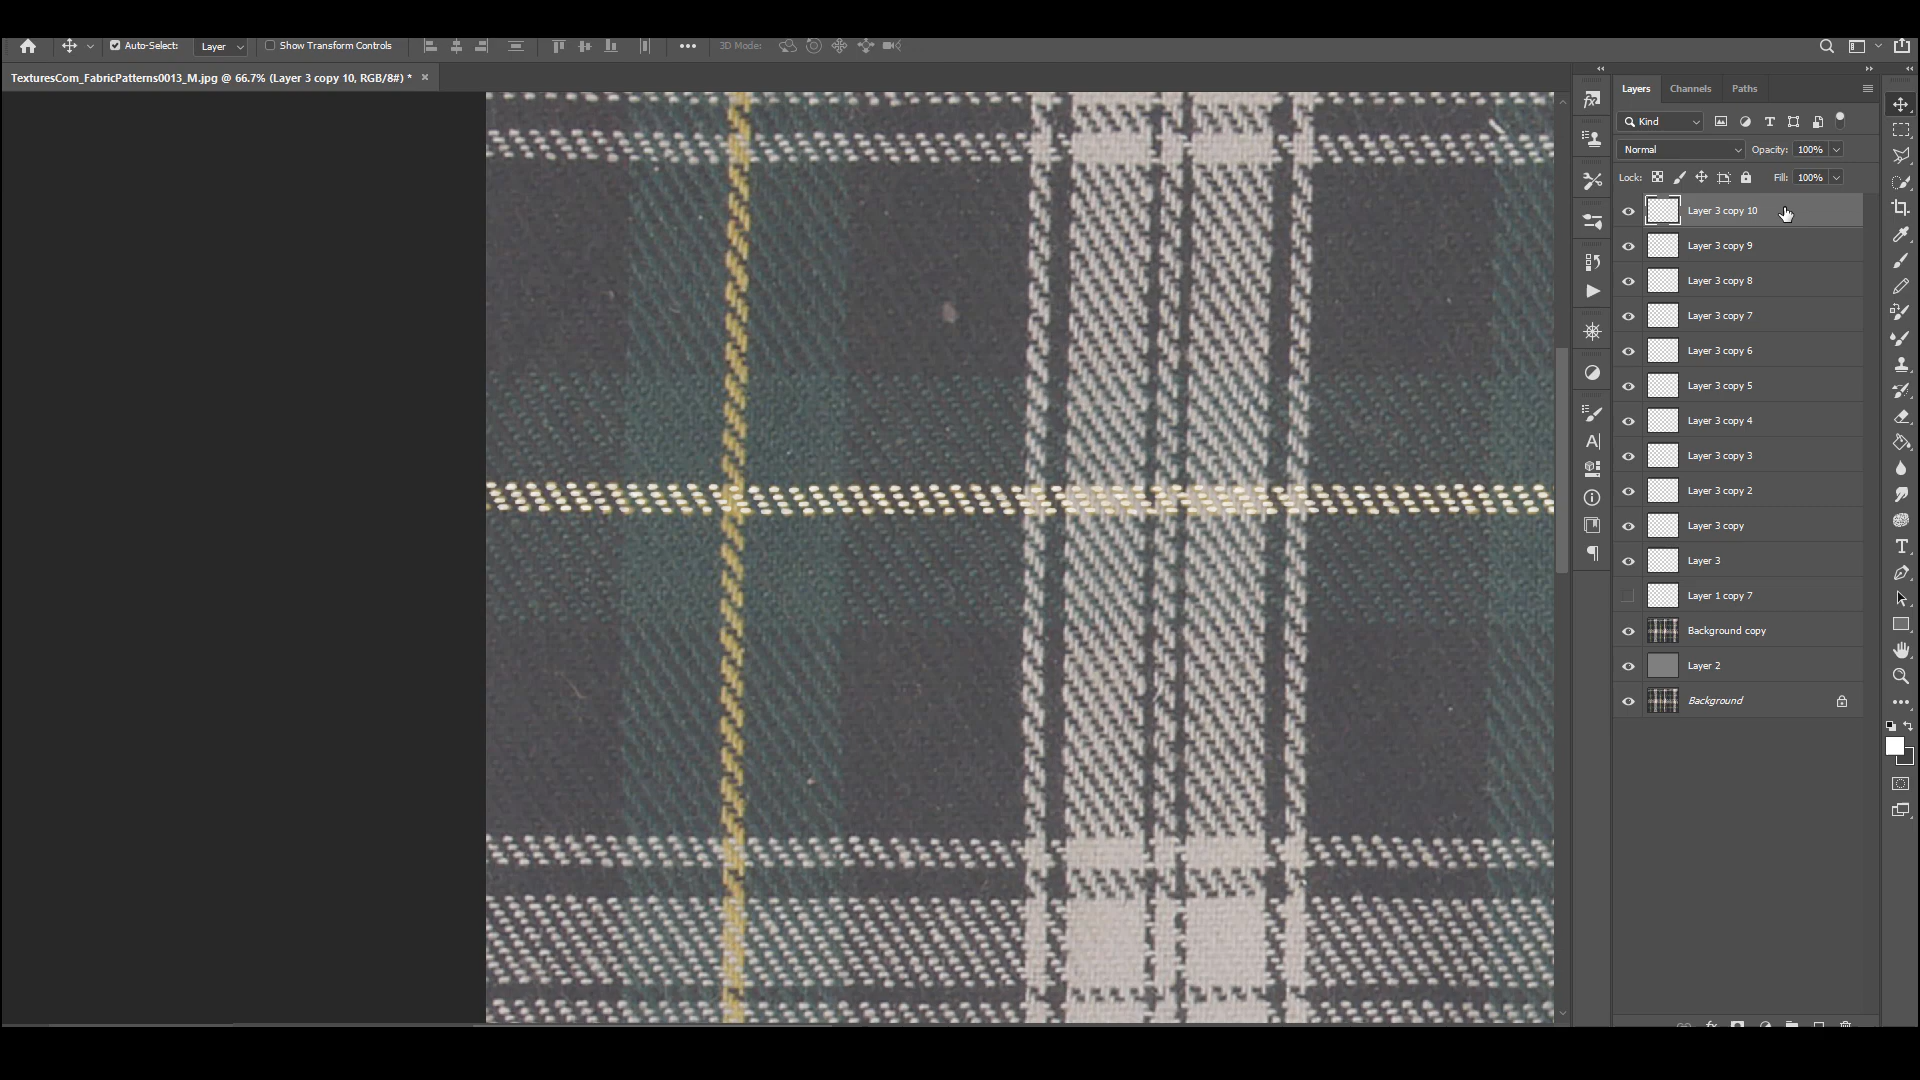 Auto-Select: Layer Show Transform Controls 3D Mode:
TexturesCom_FabricPatterns0013_M.jpg @ 66.7% (Layer 3 copy 10, RGB/8#) *
Layers Channels Paths
Kind
Normal Opacity: 100%
Lock: Fill: 100%
Layer 3 copy 10
Layer 3 copy 9
Layer 3 copy 8
Layer 3 copy 7
Layer 3 copy 6
Layer 3 copy 5
Layer 3 copy 4
Layer 3 copy 3
Layer 3 copy 2
Layer 3 copy
Layer 3
Layer 1 copy 7
Background copy
Layer 2
Background